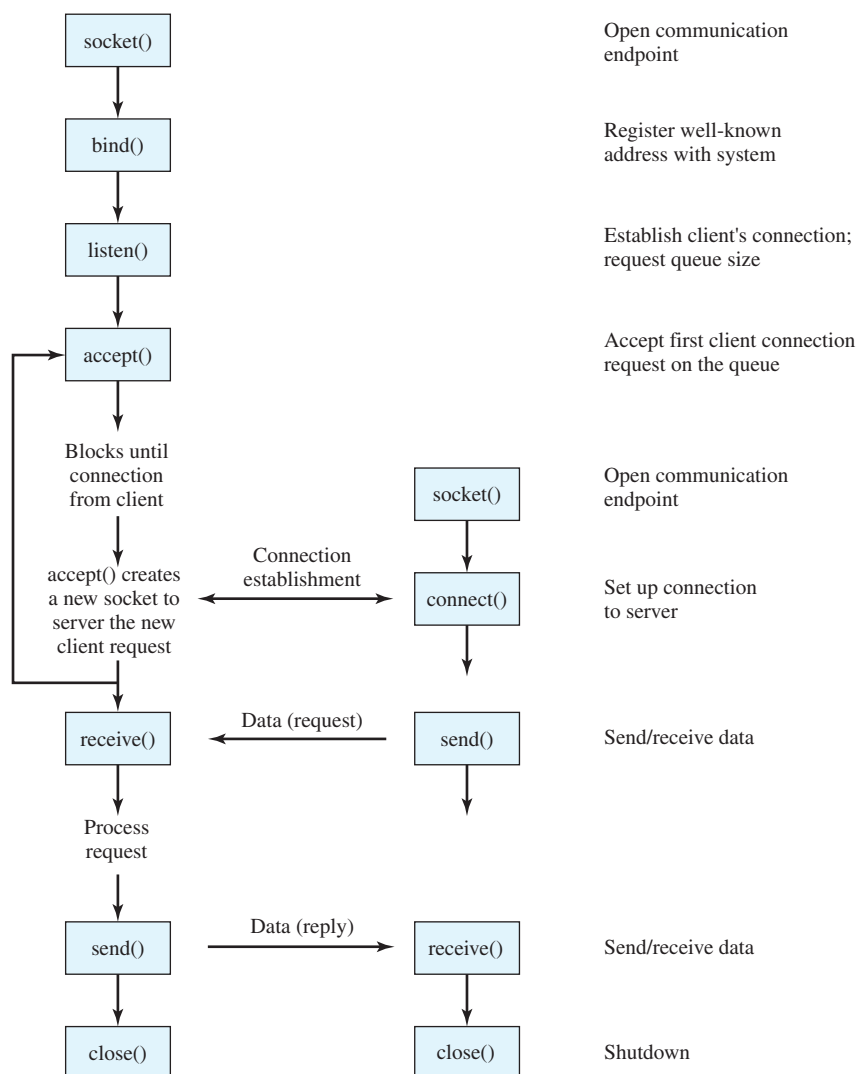 socket()
Open communication
endpoint
bind()
Register well-known
address with system
listen()
Establish client's connection;
request queue size
accept()
Accept first client connection
request on the queue
Blocks until
connection
from client
socket()
Open communication
endpoint
accept() creates
a new socket to
server the new
client request
Connection
establishment
connect()
Set up connection
to server
receive()
Data (request)
send()
Send/receive data
Process
request
send()
Data (reply)
receive()
Send/receive data
close()
close()
Shutdown